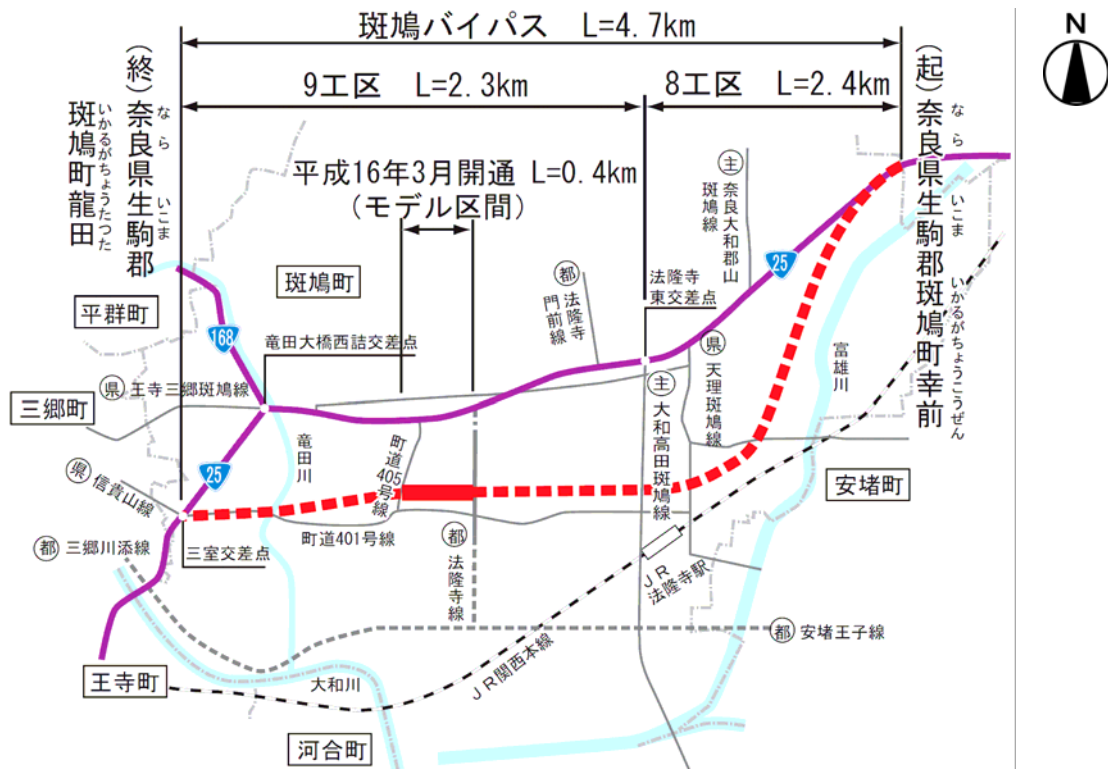 斑鳩バイパス L=4.7km
9工区 L=2.3km
8工区 L=2.4km
平成16年3月開通 L=0.4km
(モデル区間)
N
(終)奈良県生駒郡
なら いこま
斑鳩町龍田
いかるがちょうたつた
(起)奈良県生駒郡斑鳩町幸前
なら いこま いかるがちょうこうぜん
主 奈良大和郡山
斑鳩線
25
法隆寺
東交差点
都 法隆寺
門前線
斑鳩町
平群町
168
竜田大橋西詰交差点
県 王寺三郷斑鳩線
三郷町
県 天理斑鳩線
主 大和高田斑鳩線
富雄川
竜田川
町道405号線
25
県 信貴山線
安堵町
町道401号線
都 法隆寺線
三室交差点
都 三郷川添線
JR
法隆寺駅
都 安堵王子線
JR関西本線
王寺町
大和川
河合町